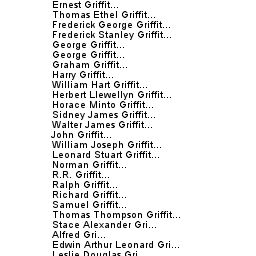 Ernest Griffit...
Thomas Ethel Griffit...
Frederick George Griffit...
Frederick Stanley Griffit...
George Griffit...
George Griffit...
Graham Griffit...
Harry Griffit...
William Hart Griffit...
Herbert Llewellyn Griffit...
Horace Minto Griffit...
Sidney James Griffit...
Walter James Griffit...
John Griffit...
William Joseph Griffit...
Leonard Stuart Griffit...
Norman Griffit...
R.R. Griffit...
Ralph Griffit...
Richard Griffit...
Samuel Griffit...
Thomas Thompson Griffit...
Stace Alexander Gri...
Alfred Gri...
Edwin Arthur Leonard Gri...
Leslie Douglas Gri...